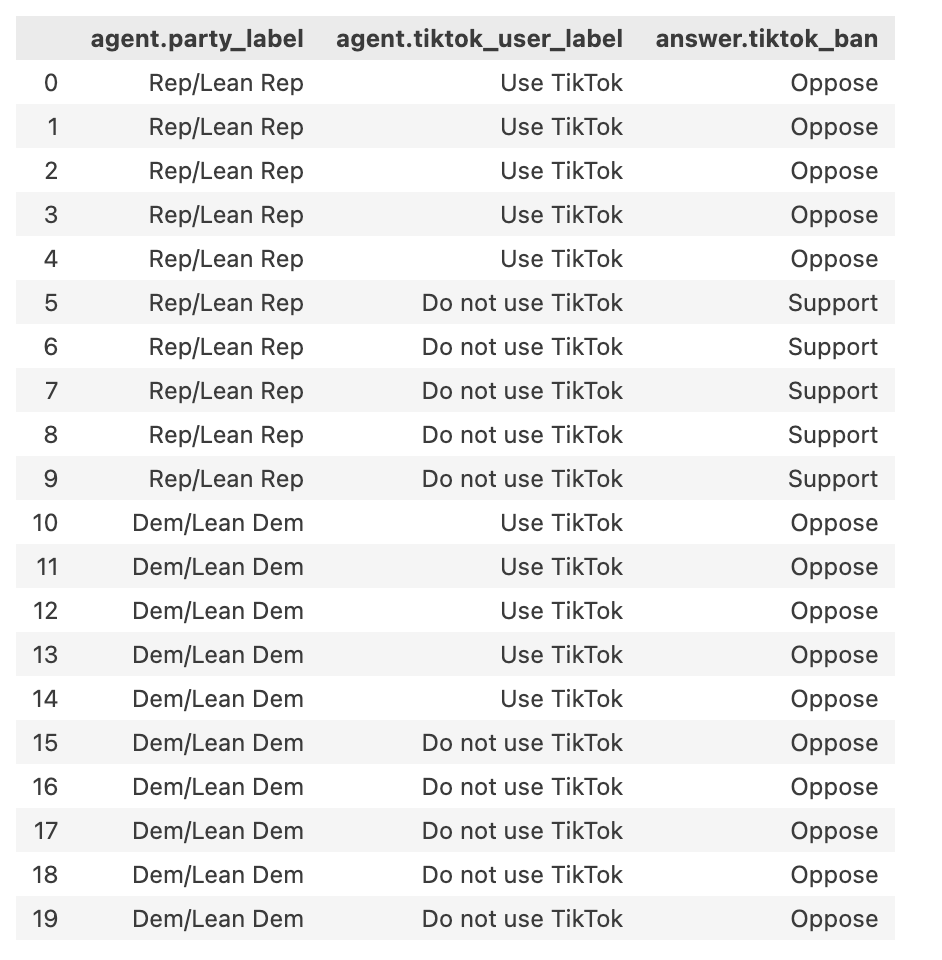 agent.party_label agent.tiktok_user_label answer.tiktok_ban
0 Rep/Lean Rep Use TikTok Oppose
1 Rep/Lean Rep Use TikTok Oppose
2 Rep/Lean Rep Use TikTok Oppose
3 Rep/Lean Rep Use TikTok Oppose
4 Rep/Lean Rep Use TikTok Oppose
5 Rep/Lean Rep Do not use TikTok Support
6 Rep/Lean Rep Do not use TikTok Support
7 Rep/Lean Rep Do not use TikTok Support
8 Rep/Lean Rep Do not use TikTok Support
9 Rep/Lean Rep Do not use TikTok Support
10 Dem/Lean Dem Use TikTok Oppose
11 Dem/Lean Dem Use TikTok Oppose
12 Dem/Lean Dem Use TikTok Oppose
13 Dem/Lean Dem Use TikTok Oppose
14 Dem/Lean Dem Use TikTok Oppose
15 Dem/Lean Dem Do not use TikTok Oppose
16 Dem/Lean Dem Do not use TikTok Oppose
17 Dem/Lean Dem Do not use TikTok Oppose
18 Dem/Lean Dem Do not use TikTok Oppose
19 Dem/Lean Dem Do not use TikTok Oppose